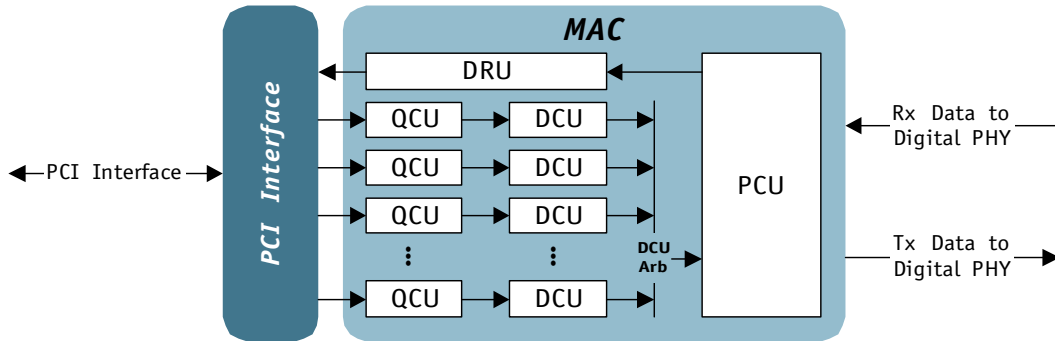 MAC
PCI Interface
DRU
QCU DCU
QCU DCU
QCU DCU
QCU DCU
DCU
Arb
PCU
PCI Interface
Rx Data to
Digital PHY
Tx Data to
Digital PHY